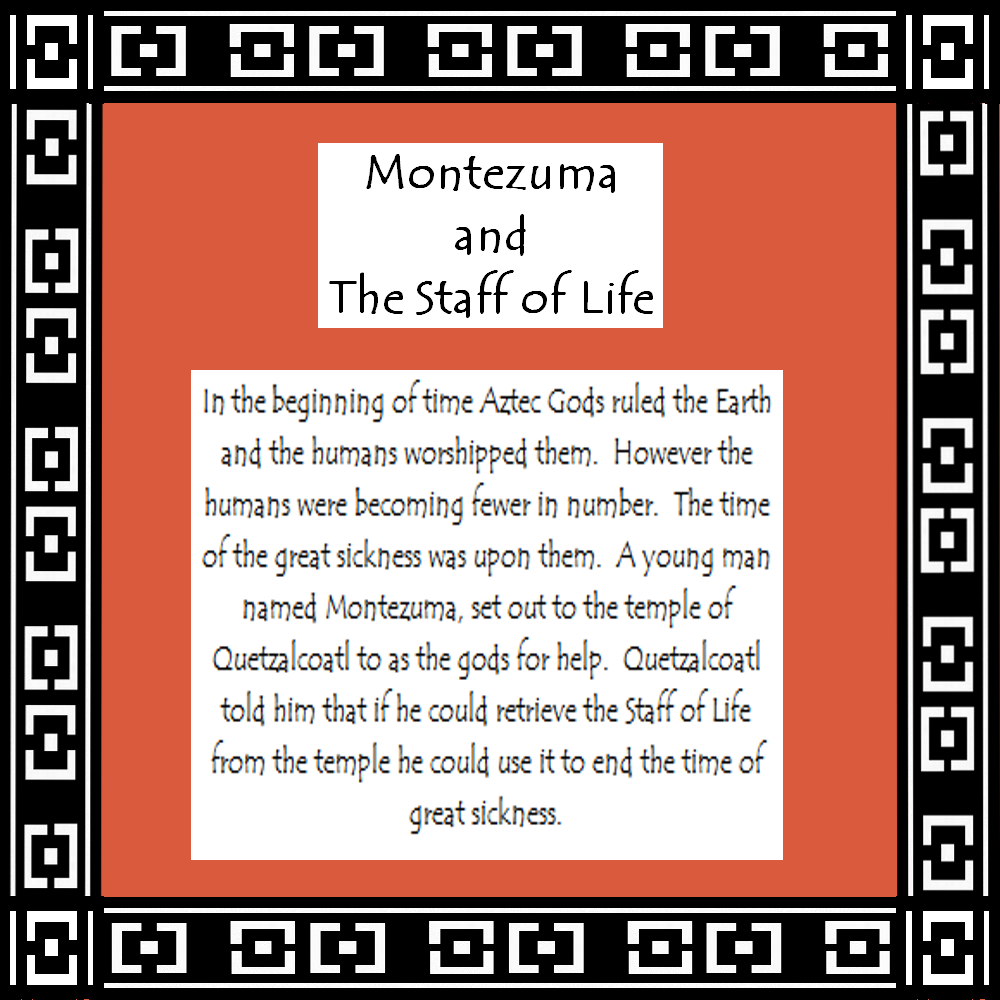 Montezuma
and
The Staff of Life
In the beginning of time Aztec Gods ruled the Earth
and the humans worshipped them.  However the
humans were becoming fewer in number.  The time
of the great sickness was upon them.  A young man
named Montezuma, set out to the temple of
Quetzalcoatl to as the gods for help.  Quetzalcoatl
told him that if he could retrieve the Staff of Life
from the temple he could use it to end the time of
great sickness.